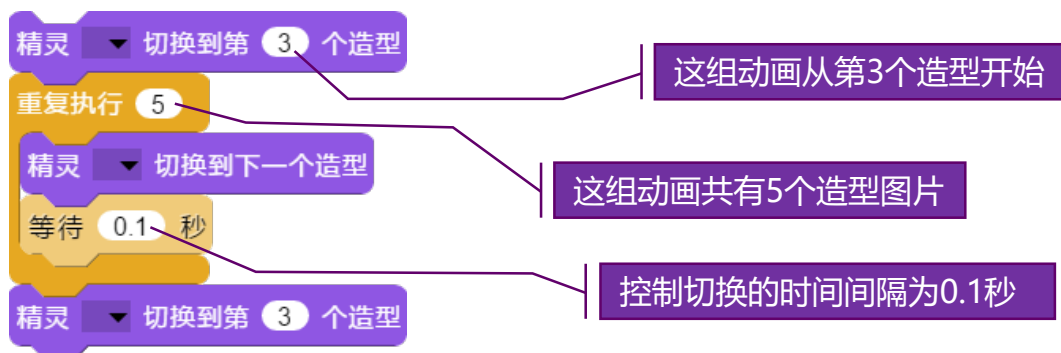 精灵 切换到第 3 个造型
这组动画从第3个造型开始
重复执行 5
精灵 切换到下一个造型
这组动画共有5个造型图片
等待 0.1 秒
控制切换的时间间隔为0.1秒
精灵 切换到第 3 个造型